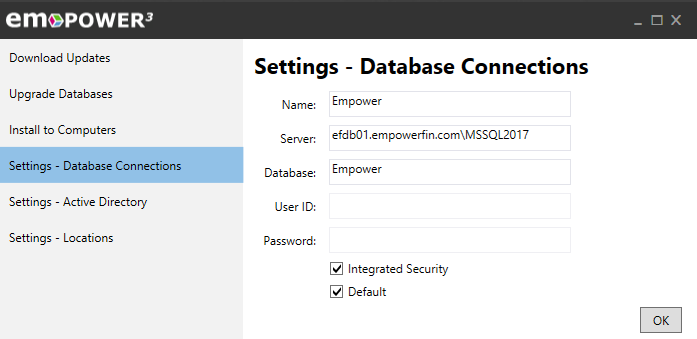 emPOWER³
Download Updates
Upgrade Databases
Install to Computers
Settings - Database Connections
Settings - Active Directory
Settings - Locations
Settings - Database Connections
Name: Empower
Server: efdb01.empowerfin.com\MSSQL2017
Database: Empower
User ID:
Password:
Integrated Security
Default
OK